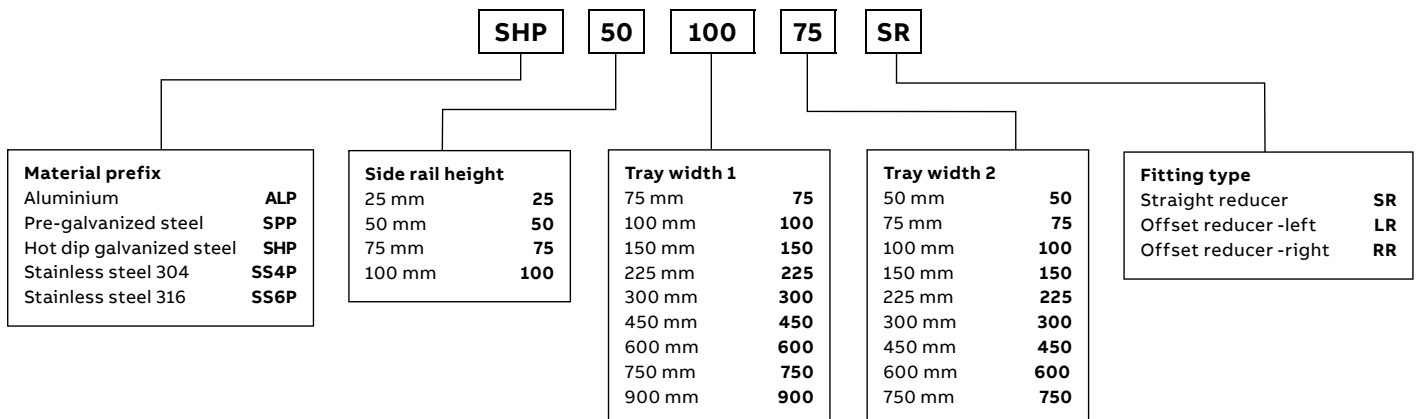 SHP 50 100 75 SR
Material prefix
Aluminium ALP
Pre-galvanized steel SPP
Hot dip galvanized steel SHP
Stainless steel 304 SS4P
Stainless steel 316 SS6P
Side rail height
25 mm 25
50 mm 50
75 mm 75
100 mm 100
Tray width 1
75 mm 75
100 mm 100
150 mm 150
225 mm 225
300 mm 300
450 mm 450
600 mm 600
750 mm 750
900 mm 900
Tray width 2
50 mm 50
75 mm 75
100 mm 100
150 mm 150
225 mm 225
300 mm 300
450 mm 450
600 mm 600
750 mm 750
Fitting type
Straight reducer SR
Offset reducer -left LR
Offset reducer -right RR